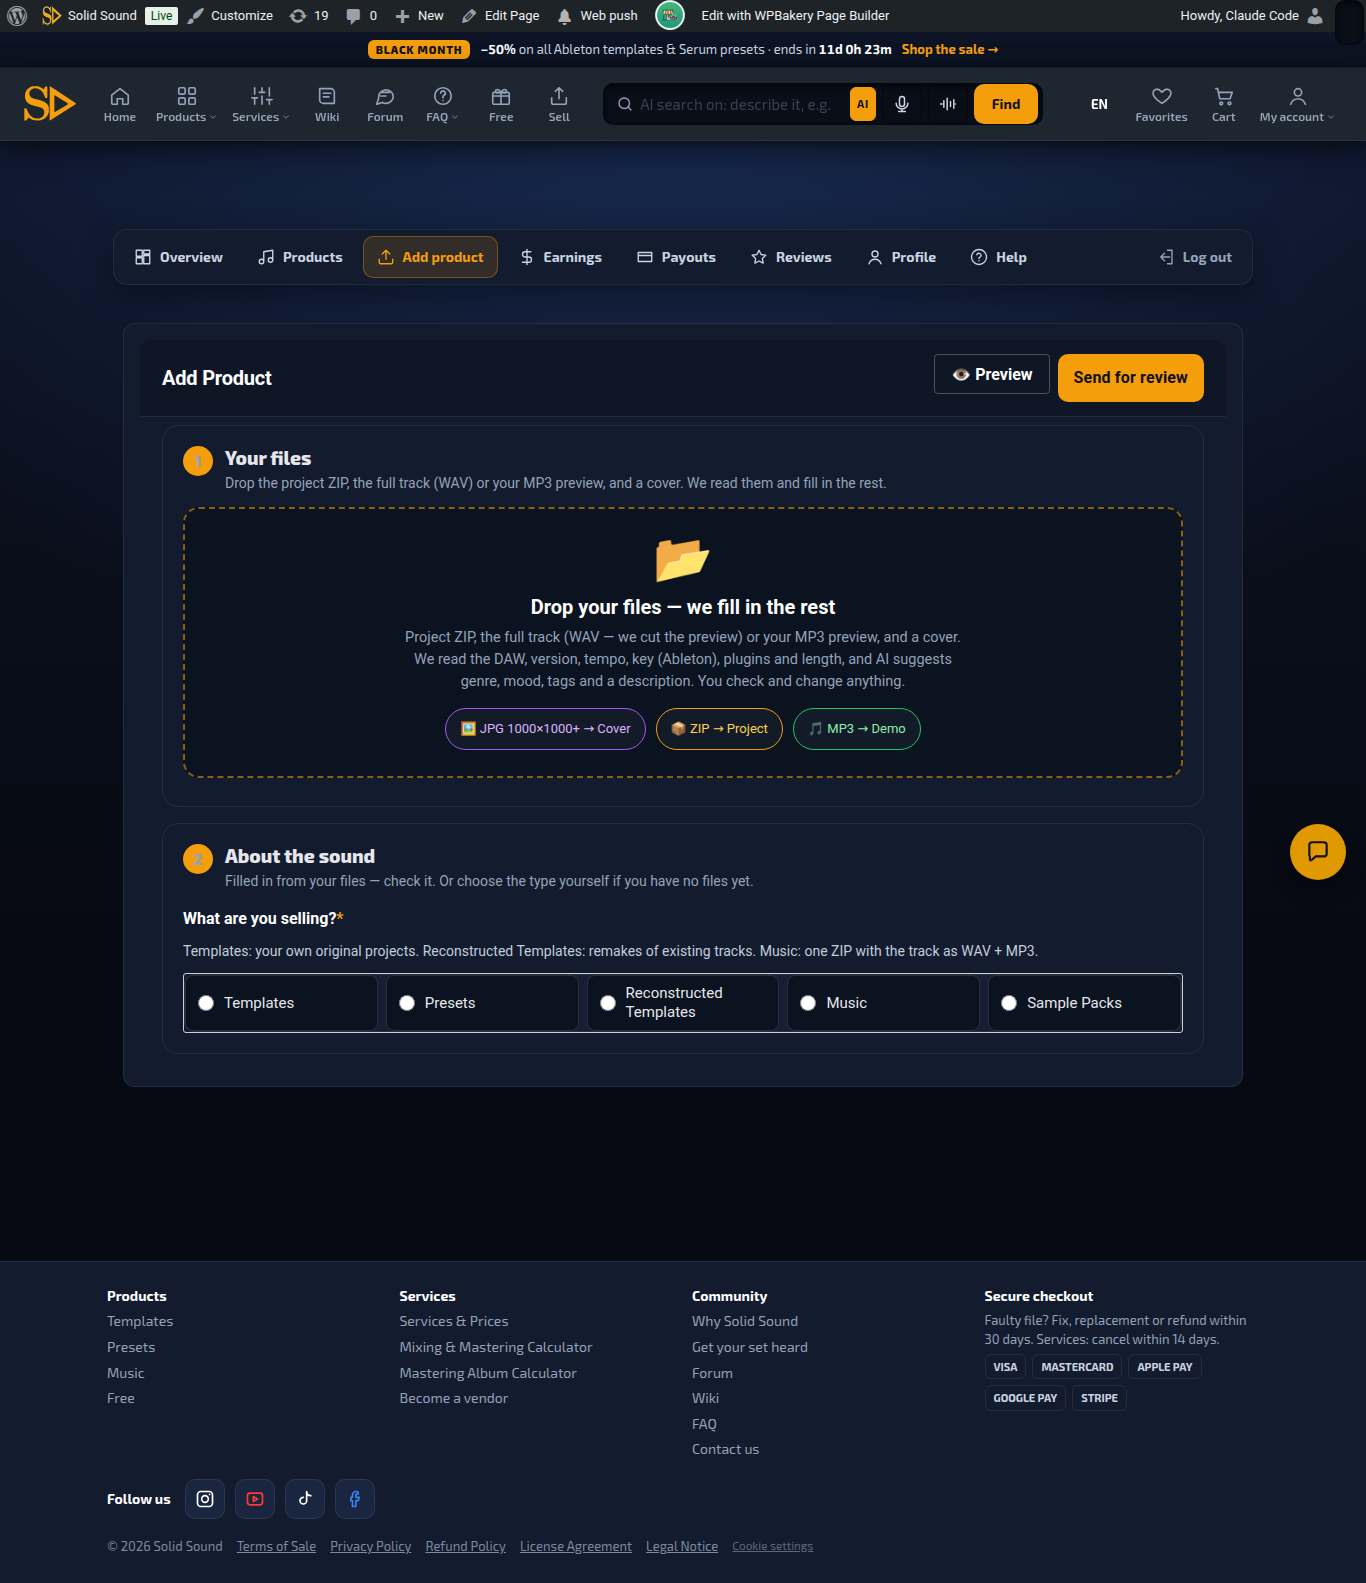 Solid Sound Live Customize 19 0 New Edit Page Web push Edit with WPBakery Page Builder Howdy, Claude Code
BLACK MONTH −50% on all Ableton templates & Serum presets · ends in 11d 0h 23m Shop the sale →
SD Home Products Services Wiki Forum FAQ Free Sell AI search on: describe it, e.g. AI Find EN Favorites Cart My account
Overview Products Add product Earnings Payouts Reviews Profile Help Log out
Add Product
Preview Send for review
1 Your files
Drop the project ZIP, the full track (WAV) or your MP3 preview, and a cover. We read them and fill in the rest.
Drop your files — we fill in the rest
Project ZIP, the full track (WAV — we cut the preview) or your MP3 preview, and a cover.
We read the DAW, version, tempo, key (Ableton), plugins and length, and AI suggests
genre, mood, tags and a description. You check and change anything.
JPG 1000×1000+ → Cover ZIP → Project MP3 → Demo
2 About the sound
Filled in from your files — check it. Or choose the type yourself if you have no files yet.
What are you selling?*
Templates: your own original projects. Reconstructed Templates: remakes of existing tracks. Music: one ZIP with the track as WAV + MP3.
Templates
Presets
Reconstructed
Templates
Music
Sample Packs
Products
Templates
Presets
Music
Free
Services
Services & Prices
Mixing & Mastering Calculator
Mastering Album Calculator
Become a vendor
Community
Why Solid Sound
Get your set heard
Forum
Wiki
FAQ
Contact us
Secure checkout
Faulty file? Fix, replacement or refund within
30 days. Services: cancel within 14 days.
VISA MASTERCARD APPLE PAY
GOOGLE PAY STRIPE
Follow us
© 2026 Solid Sound Terms of Sale Privacy Policy Refund Policy License Agreement Legal Notice Cookie settings